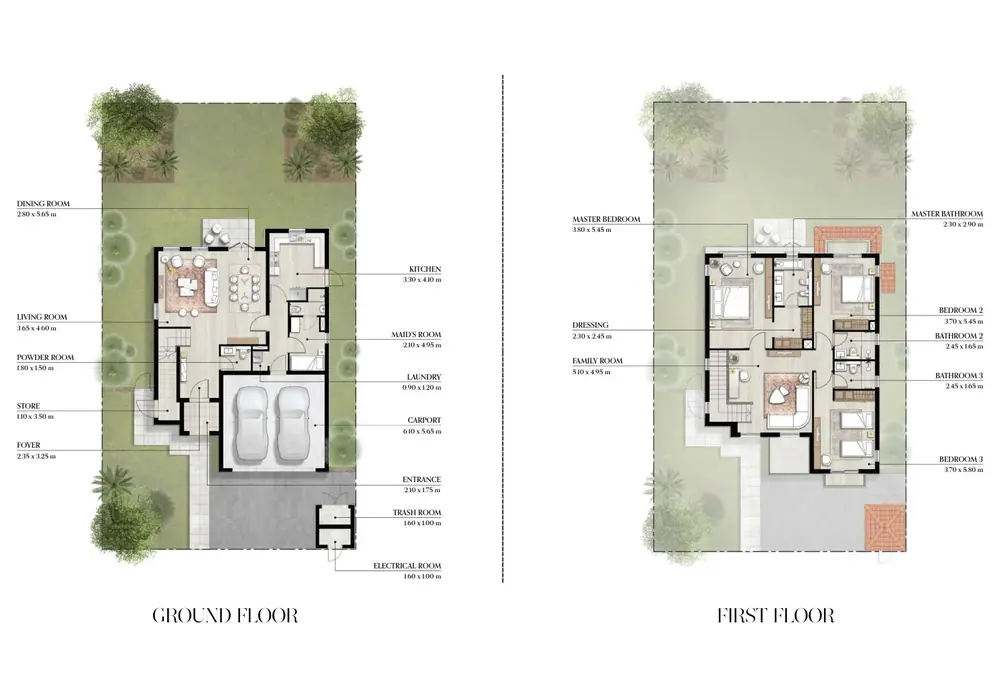 DINING ROOM
2.80 x 5.65 m
LIVING ROOM
3.65 x 4.60 m
POWDER ROOM
1.80 x 1.50 m
STORE
1.10 x 3.50 m
FOYER
2.35 x 3.25 m
KITCHEN
3.30 x 4.10 m
MAID'S ROOM
2.10 x 4.95 m
LAUNDRY
0.90 x 1.20 m
CARPORT
6.10 x 5.65 m
ENTRANCE
2.10 x 1.75 m
TRASH ROOM
1.60 x 1.00 m
ELECTRICAL ROOM
1.60 x 1.00 m
GROUND FLOOR
MASTER BEDROOM
3.80 x 5.45 m
DRESSING
2.30 x 2.45 m
FAMILY ROOM
5.10 x 4.95 m
MASTER BATHROOM
2.30 x 2.90 m
BEDROOM 2
3.70 x 5.45 m
BATHROOM 2
2.45 x 1.65 m
BATHROOM 3
2.45 x 1.65 m
BEDROOM 3
3.70 x 5.80 m
FIRST FLOOR